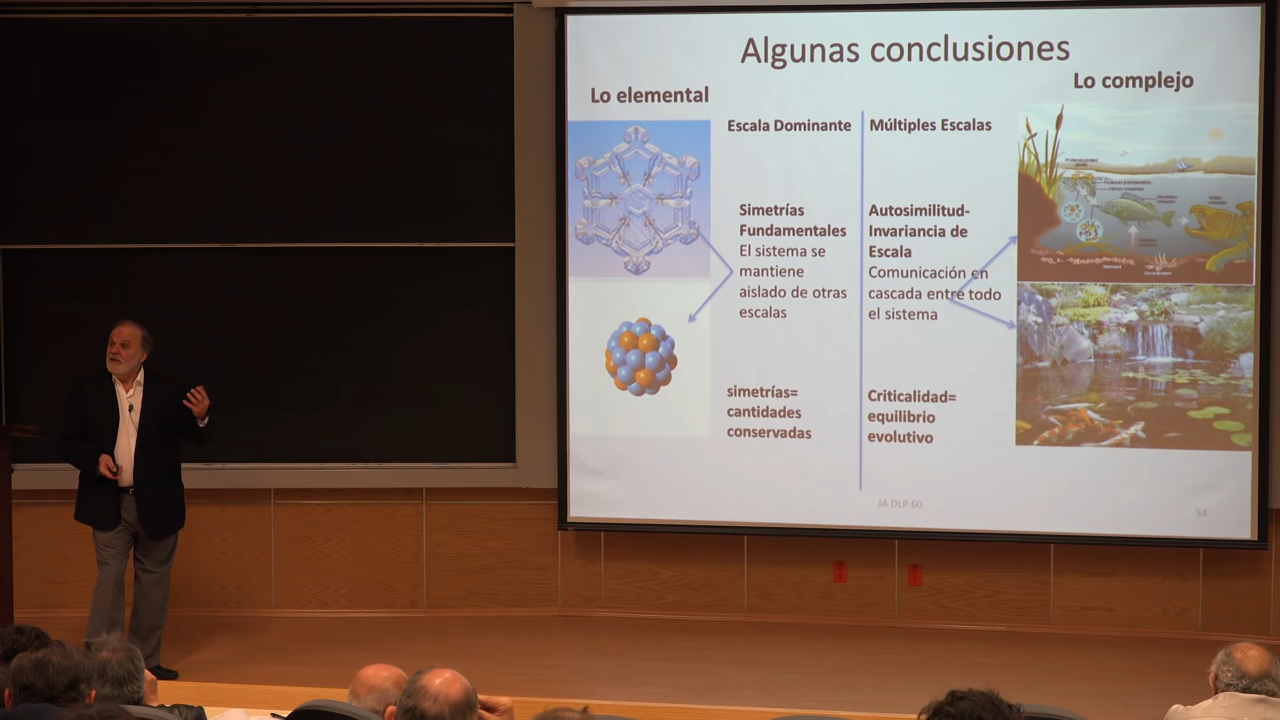 Algunas conclusiones
Lo elemental
Lo complejo
Escala Dominante
Múltiples Escalas
Simetrías
Fundamentales
El sistema se
mantiene
aislado de otras
escalas
Autosimilitud-
Invariancia de
Escala
Comunicación en
cascada entre todo
el sistema
simetrías=
cantidades
conservadas
Criticalidad=
equilibrio
evolutivo
JA DLP 60
54